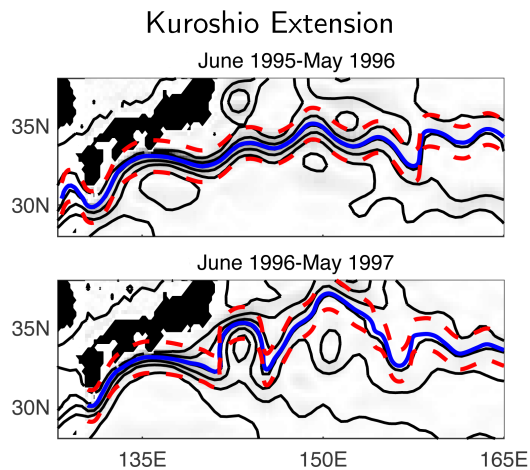 Kuroshio Extension
June 1995-May 1996
35N
30N
June 1996-May 1997
35N
30N
135E 150E 165E